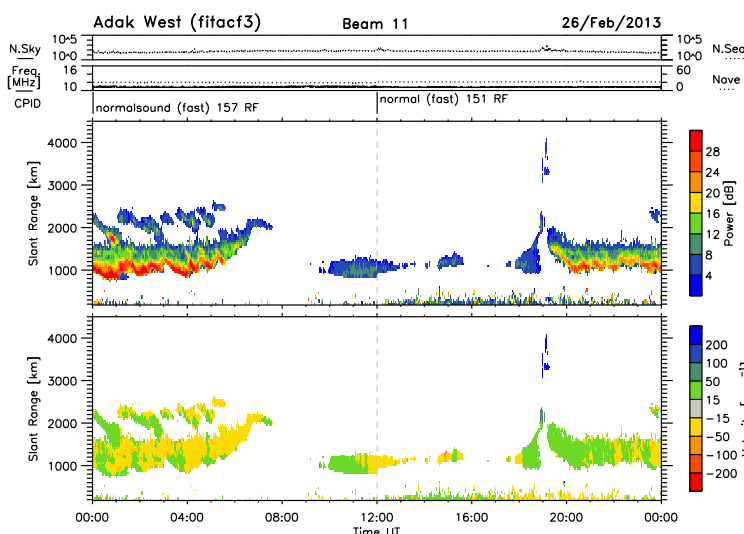 Adak West (fitacf3) Beam 11 26/Feb/2013
10^5 10^5
N.Sky N.Sea
10^0 10^0
Freq. 16 60
[MHz] Nave
10 0
CPID normalsound (fast) 157 RF normal (fast) 151 RF
4000
3000
2000
1000
Slant Range [km]
28
24
20
16
12
8
4
Power [dB]
4000
3000
2000
1000
Slant Range [km]
200
100
50
15
-15
-50
-100
-200
00:00 04:00 08:00 12:00 16:00 20:00 00:00
Time UT